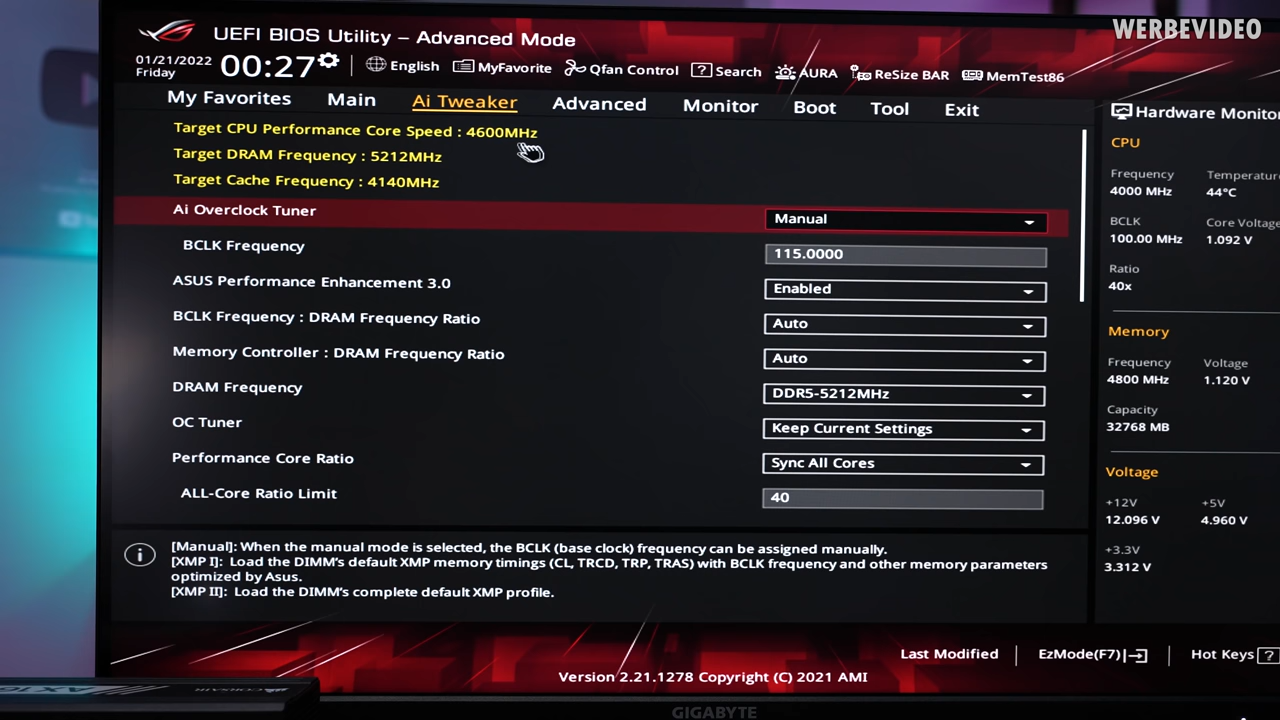 WERBEVIDEO
UEFI BIOS Utility – Advanced Mode
01/21/2022
Friday
00:27
English
MyFavorite
Qfan Control
? Search
AURA
ReSize BAR
MemTest86
My Favorites
Main
Ai Tweaker
Advanced
Monitor
Boot
Tool
Exit
Target CPU Performance Core Speed : 4600MHz
Target DRAM Frequency : 5212MHz
Target Cache Frequency : 4140MHz
Ai Overclock Tuner
Manual
BCLK Frequency
115.0000
ASUS Performance Enhancement 3.0
Enabled
BCLK Frequency : DRAM Frequency Ratio
Auto
Memory Controller : DRAM Frequency Ratio
Auto
DRAM Frequency
DDR5-5212MHz
OC Tuner
Keep Current Settings
Performance Core Ratio
Sync All Cores
ALL-Core Ratio Limit
40
[Manual]: When the manual mode is selected, the BCLK (base clock) frequency can be assigned manually.
[XMP I]: Load the DIMM's default XMP memory timings (CL, TRCD, TRP, TRAS) with BCLK frequency and other memory parameters
optimized by Asus.
[XMP II]: Load the DIMM's complete default XMP profile.
Hardware Monitor
CPU
Frequency
Temperature
4000 MHz
44°C
BCLK
Core Voltage
100.00 MHz
1.092 V
Ratio
40x
Memory
Frequency
Voltage
4800 MHz
1.120 V
Capacity
32768 MB
Voltage
+12V
+5V
12.096 V
4.960 V
+3.3V
3.312 V
Last Modified
EzMode(F7)
Hot Keys ?
Version 2.21.1278 Copyright (C) 2021 AMI
CORSAIR
GIGABYTE